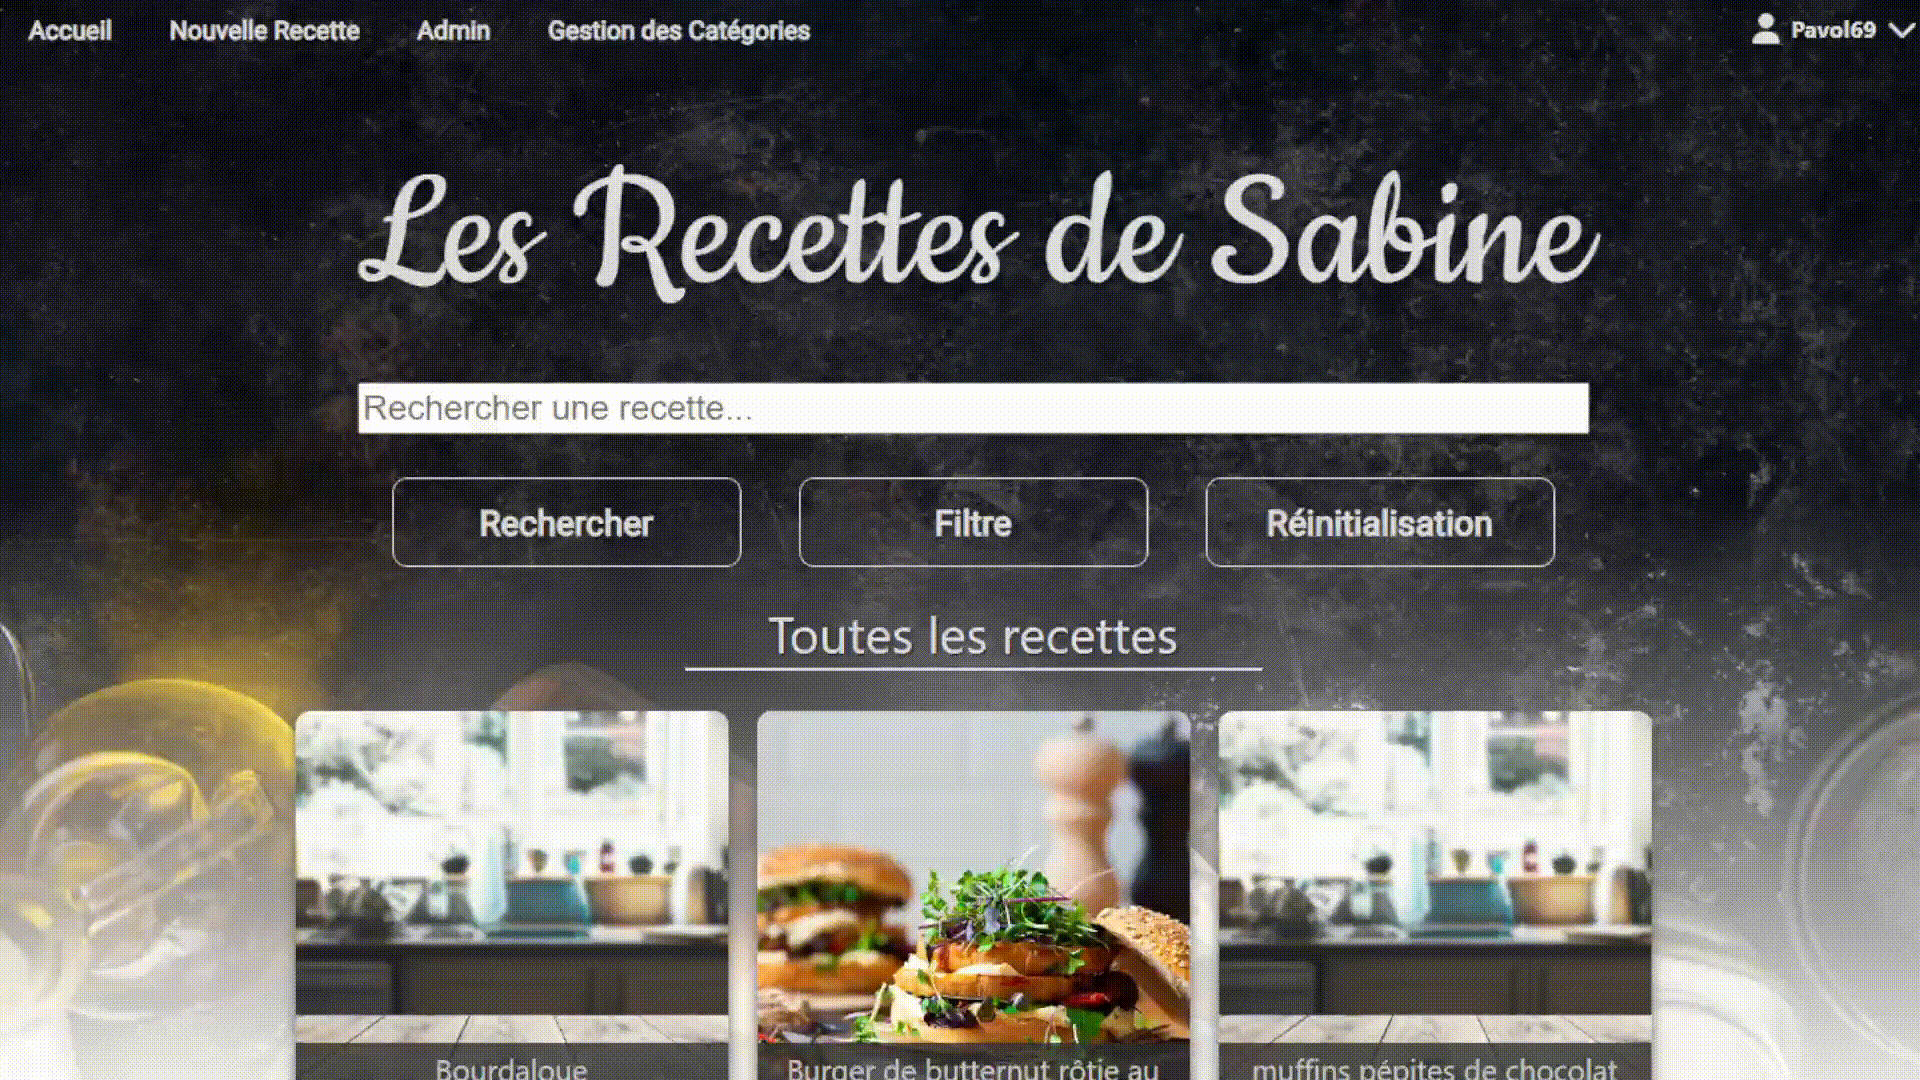 Accueil Nouvelle Recette Admin Gestion des Catégories Pavol69
Les Recettes de Sabine
Rechercher une recette...
Rechercher Filtre Réinitialisation
Toutes les recettes
Bourdaloue Burger de butternut rôtie au muffins pépites de chocolat